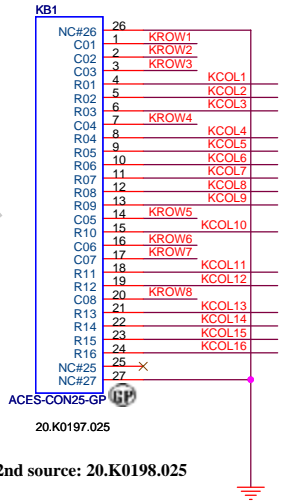 KB1
NC#26 26
C01 1 KROW1
C02 2 KROW2
C03 3 KROW3
R01 4 KCOL1
R02 5 KCOL2
R03 6 KCOL3
C04 7 KROW4
R04 8 KCOL4
R05 9 KCOL5
R06 10 KCOL6
R07 11 KCOL7
R08 12 KCOL8
R09 13 KCOL9
C05 14 KROW5
R10 15 KCOL10
C06 16 KROW6
C07 17 KROW7
R11 18 KCOL11
R12 19 KCOL12
C08 20 KROW8
R13 21 KCOL13
R14 22 KCOL14
R15 23 KCOL15
R16 24 KCOL16
NC#25 25
NC#27 27
ACES-CON25-GP GP
20.K0197.025
2nd source: 20.K0198.025